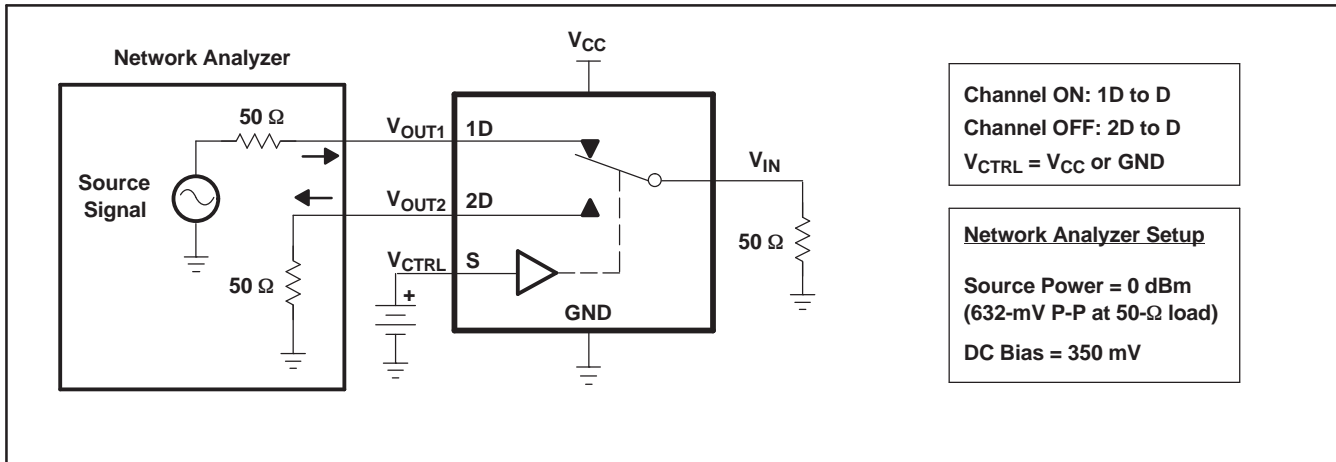 Network Analyzer
50 Ω
Source
Signal
50 Ω
VCC
VOUT1 1D
VOUT2 2D
VCTRL S
+
GND
VIN
50 Ω
Channel ON: 1D to D
Channel OFF: 2D to D
VCTRL = VCC or GND
Network Analyzer Setup
Source Power = 0 dBm
(632-mV P-P at 50-Ω load)
DC Bias = 350 mV